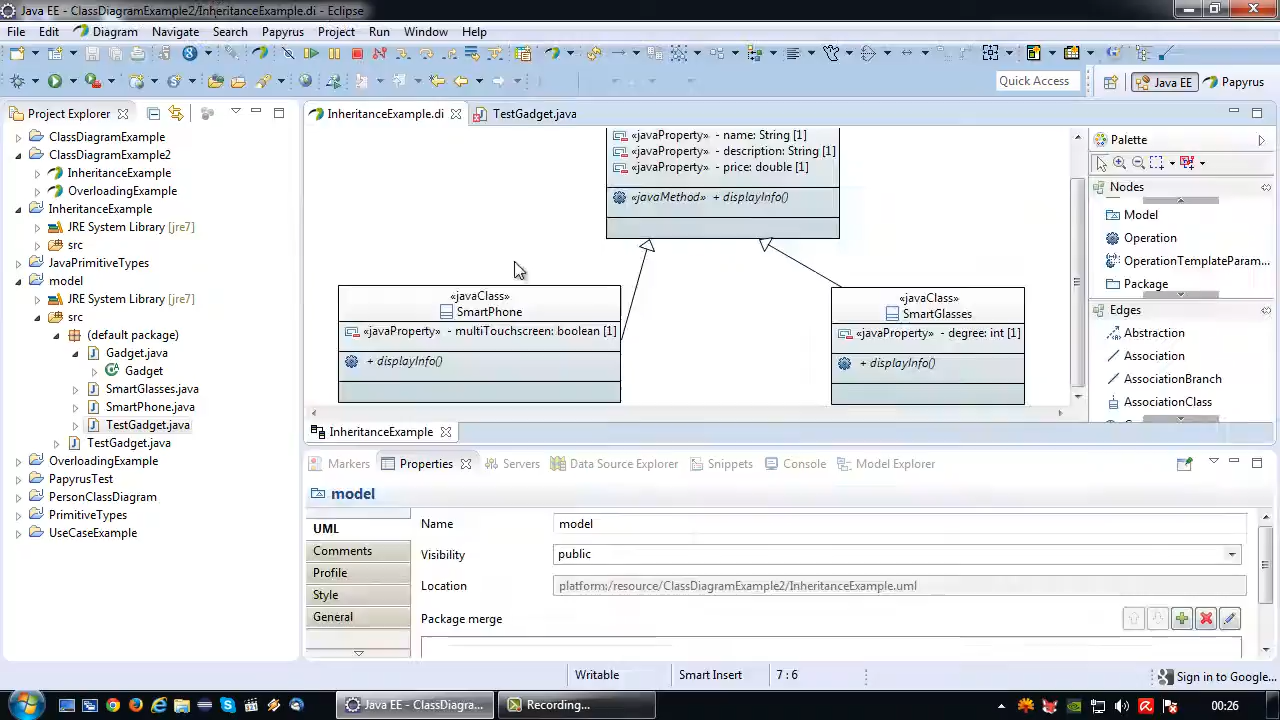 Java EE - ClassDiagramExample2/InheritanceExample.di - Eclipse
File Edit Diagram Navigate Search Papyrus Project Run Window Help
Quick Access
Java EE
Papyrus
Project Explorer
ClassDiagramExample
ClassDiagramExample2
InheritanceExample
OverloadingExample
InheritanceExample
JRE System Library [jre7]
src
JavaPrimitiveTypes
model
JRE System Library [jre7]
src
(default package)
Gadget.java
Gadget
SmartGlasses.java
SmartPhone.java
TestGadget.java
TestGadget.java
OverloadingExample
PapyrusTest
PersonClassDiagram
PrimitiveTypes
UseCaseExample
InheritanceExample.di
TestGadget.java
«javaProperty» - name: String [1]
«javaProperty» - description: String [1]
«javaProperty» - price: double [1]
«javaMethod» + displayInfo()
«javaClass»
SmartPhone
«javaProperty» - multiTouchscreen: boolean [1]
+ displayInfo()
«javaClass»
SmartGlasses
«javaProperty» - degree: int [1]
+ displayInfo()
Palette
Nodes
Model
Operation
OperationTemplateParam...
Package
Edges
Abstraction
Association
AssociationBranch
AssociationClass
InheritanceExample
Markers
Properties
Servers
Data Source Explorer
Snippets
Console
Model Explorer
model
UML
Comments
Profile
Style
General
Name
model
Visibility
public
Location
platform:/resource/ClassDiagramExample2/InheritanceExample.uml
Package merge
Writable
Smart Insert
7 : 6
Sign in to Google...
Java EE - ClassDiagra...
Recording...
00:26